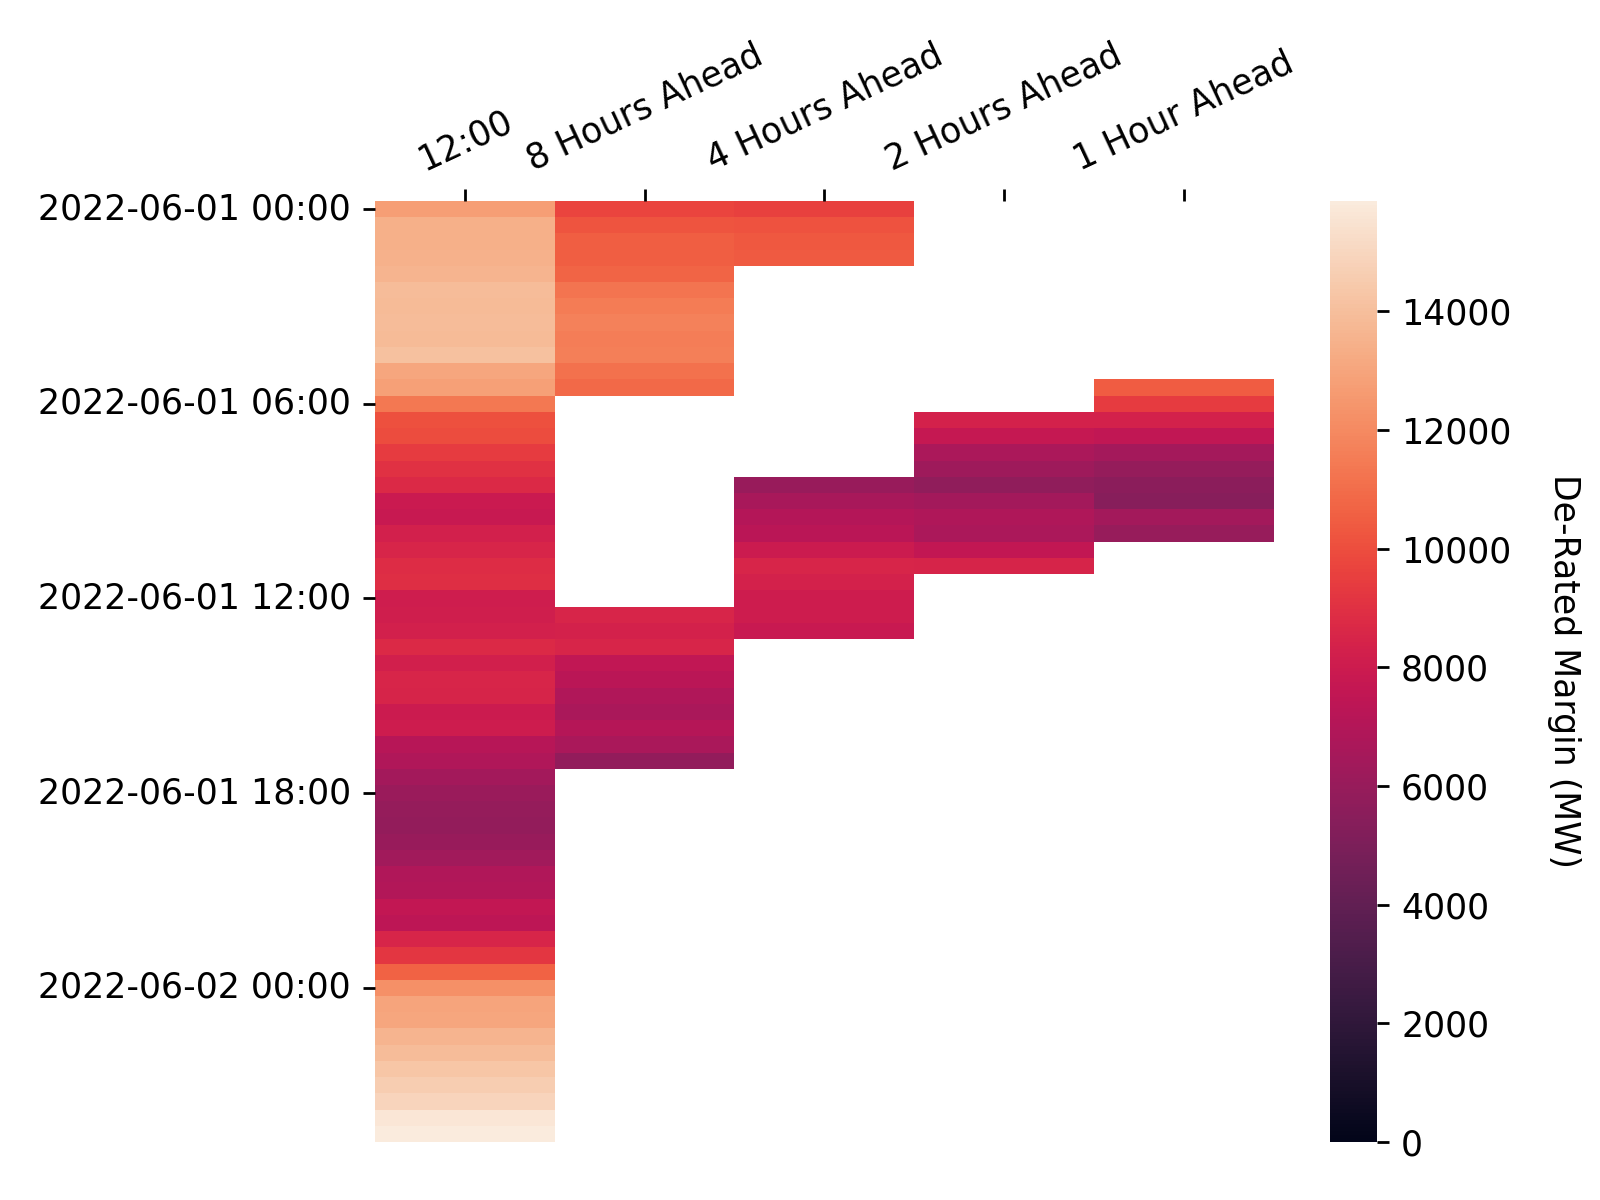 12:00
8 Hours Ahead
4 Hours Ahead
2 Hours Ahead
1 Hour Ahead
2022-06-01 00:00
2022-06-01 06:00
2022-06-01 12:00
2022-06-01 18:00
2022-06-02 00:00
14000
12000
10000
8000
6000
4000
2000
0
De-Rated Margin (MW)